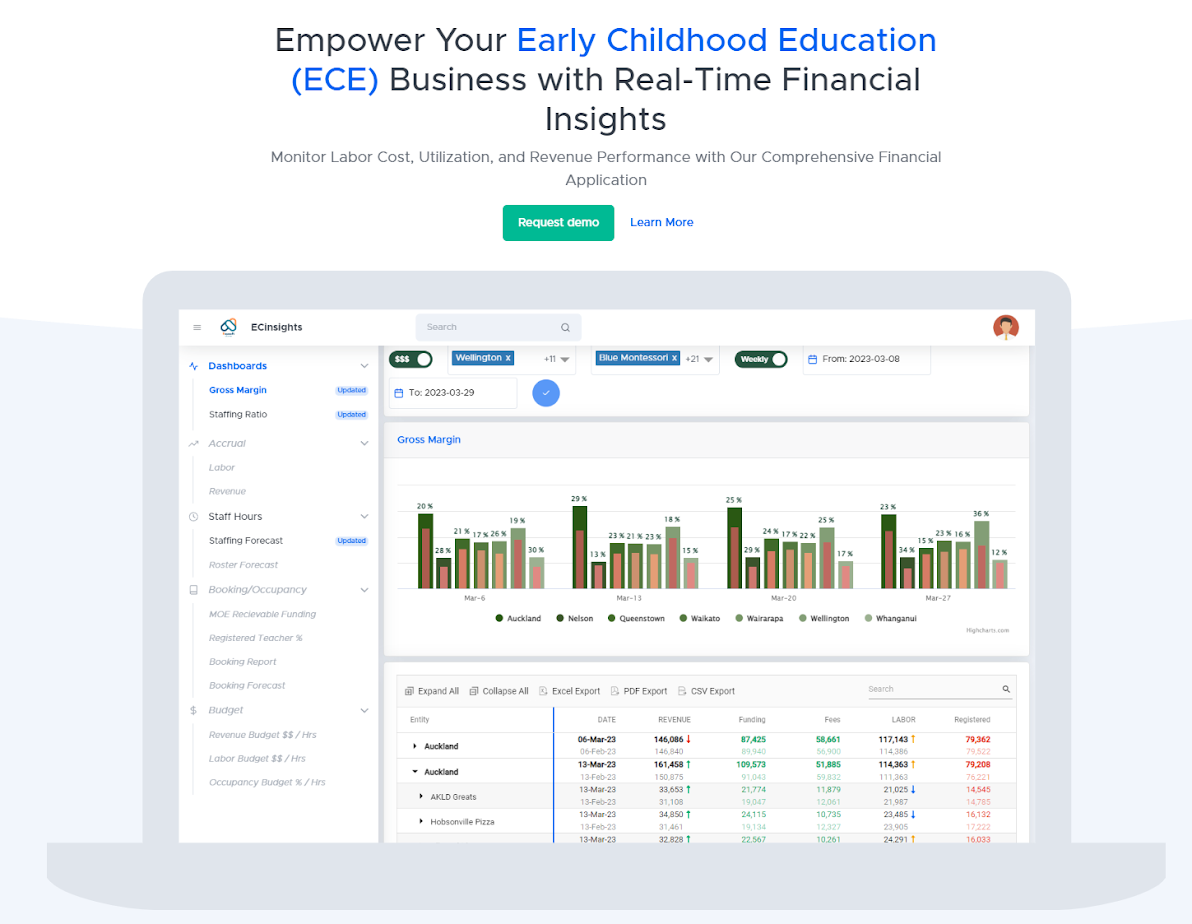 Empower Your Early Childhood Education
(ECE) Business with Real-Time Financial
Insights
Monitor Labor Cost, Utilization, and Revenue Performance with Our Comprehensive Financial
Application
Request demo Learn More
ECinsights Search
Dashboards
Gross Margin Updated
Staffing Ratio Updated
Accrual
Labor
Revenue
Staff Hours
Staffing Forecast Updated
Roster Forecast
Booking/Occupancy
MOE Recievable Funding
Registered Teacher %
Booking Report
Booking Forecast
Budget
Revenue Budget $$ / Hrs
Labor Budget $$ / Hrs
Occupancy Budget % / Hrs
$$$ Wellington x +11 Blue Montessori x +21 Weekly From: 2023-03-08
To: 2023-03-29
Gross Margin
20 % 28 % 21 % 17 % 26 % 19 % 30 %
29 % 13 % 23 % 21 % 23 % 18 % 15 %
25 % 29 % 24 % 17 % 22 % 25 % 17 %
23 % 34 % 15 % 23 % 16 % 36 % 12 %
Mar-6 Mar-13 Mar-20 Mar-27
Auckland Nelson Queenstown Waikato Wairarapa Wellington Whanganui
Highcharts.com
Expand All Collapse All Excel Export PDF Export CSV Export Search
Entity DATE REVENUE Funding Fees LABOR Registered
Auckland 06-Mar-23 146,086 87,425 58,661 117,143 79,362
06-Feb-23 146,840 89,940 56,900 114,386 79,522
Auckland 13-Mar-23 161,458 109,573 51,885 114,363 79,208
13-Feb-23 150,875 91,043 59,832 111,363 76,221
AKLD Greats 13-Mar-23 33,653 21,774 11,879 21,025 14,545
13-Feb-23 31,108 19,047 12,061 21,987 14,785
Hobsonville Pizza 13-Mar-23 34,850 24,115 10,735 23,485 16,132
13-Feb-23 31,461 19,134 12,327 23,905 17,222
13-Mar-23 32,828 22,567 10,261 24,291 16,033